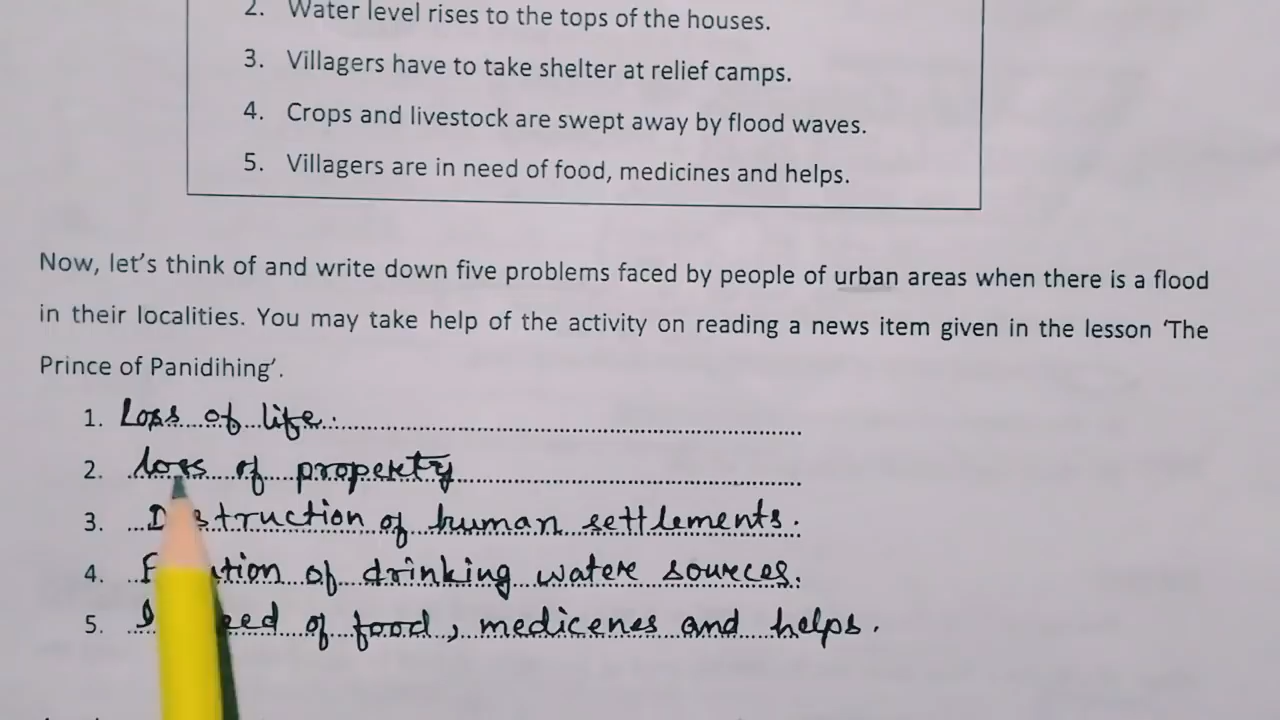 2. Water level rises to the tops of the houses.
3. Villagers have to take shelter at relief camps.
4. Crops and livestock are swept away by flood waves.
5. Villagers are in need of food, medicines and helps.
Now, let's think of and write down five problems faced by people of urban areas when there is a flood
in their localities. You may take help of the activity on reading a news item given in the lesson 'The
Prince of Panidihing'.
1. Loss of life.
2. loss of property
3. of human settlements.
4. of drinking water sources.
5. of food, medicenes and helps.